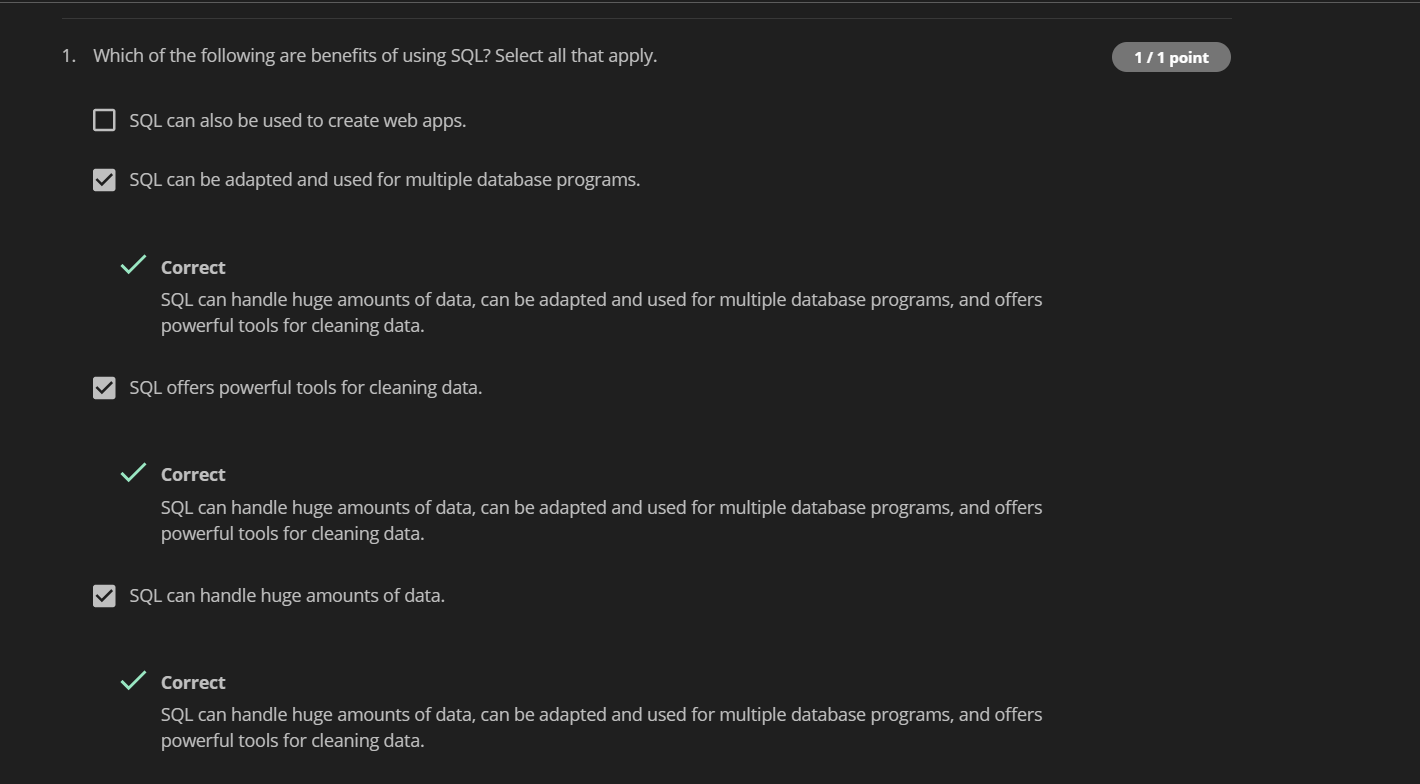 1. Which of the following are benefits of using SQL? Select all that apply.
1 / 1 point
SQL can also be used to create web apps.
SQL can be adapted and used for multiple database programs.
Correct
SQL can handle huge amounts of data, can be adapted and used for multiple database programs, and offers
powerful tools for cleaning data.
SQL offers powerful tools for cleaning data.
Correct
SQL can handle huge amounts of data, can be adapted and used for multiple database programs, and offers
powerful tools for cleaning data.
SQL can handle huge amounts of data.
Correct
SQL can handle huge amounts of data, can be adapted and used for multiple database programs, and offers
powerful tools for cleaning data.